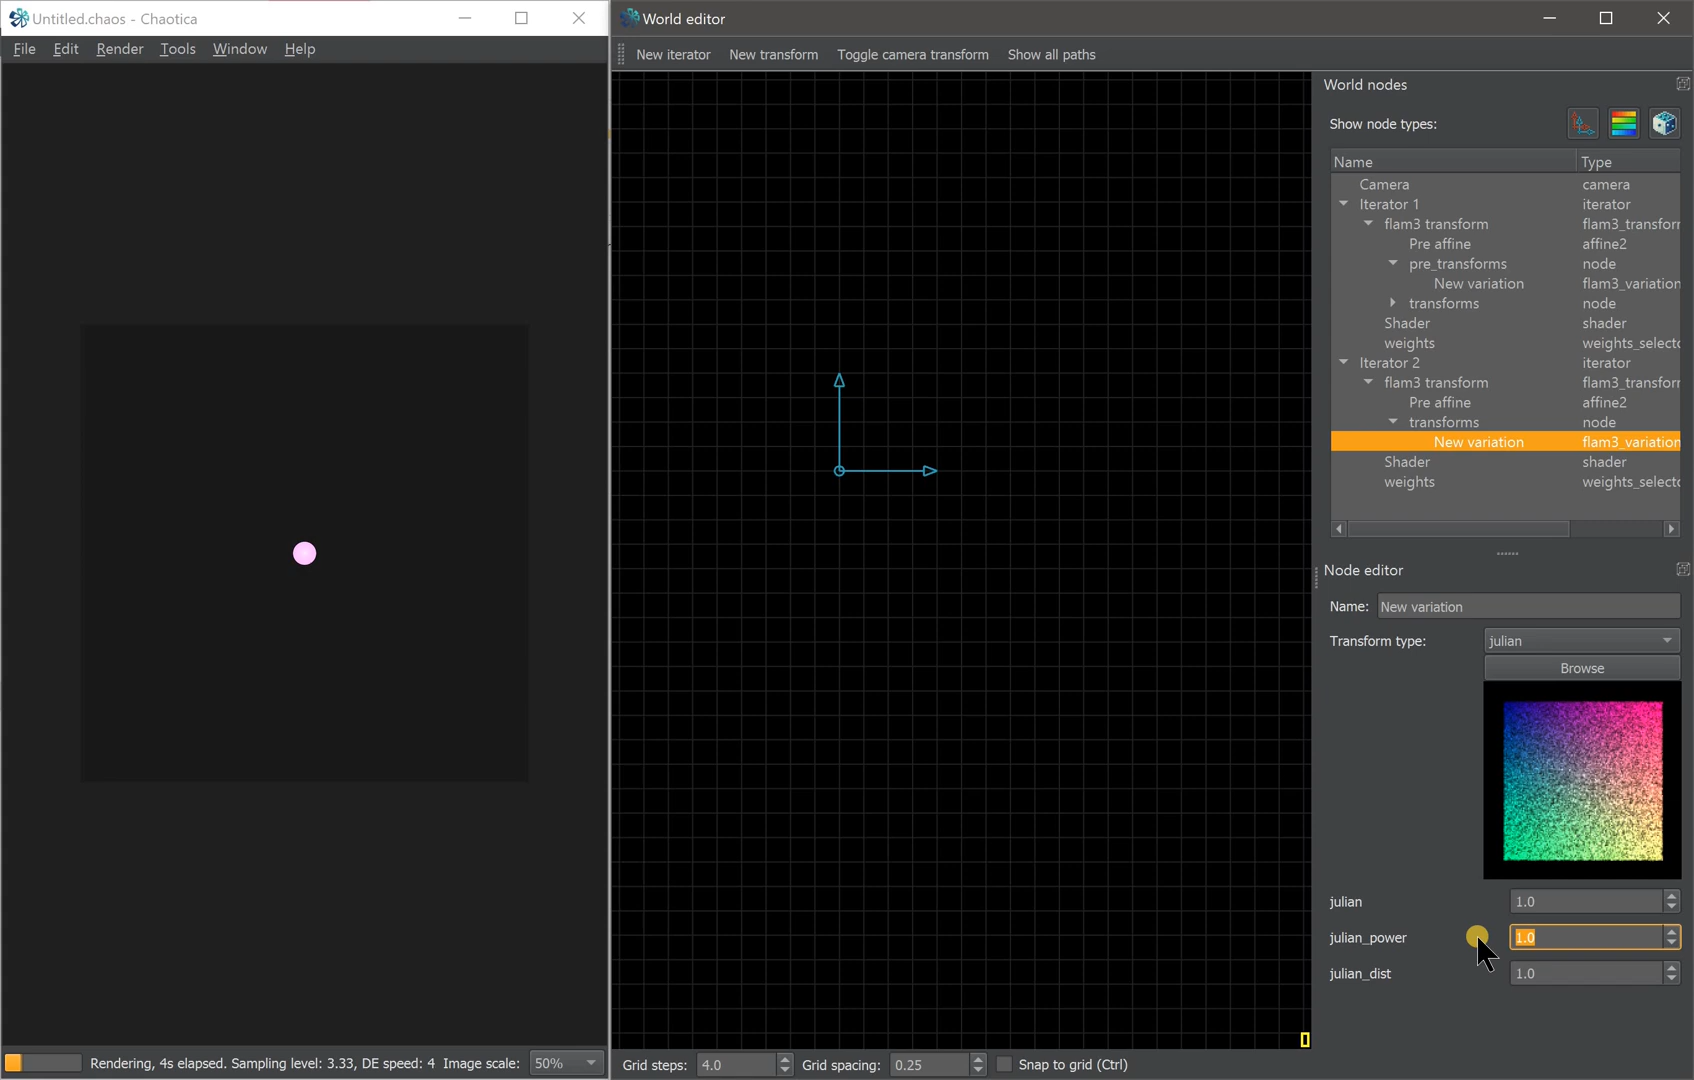 Untitled.chaos - Chaotica
File Edit Render Tools Window Help
Rendering, 4s elapsed. Sampling level: 3.33, DE speed: 4 Image scale: 50%
World editor
New iterator New transform Toggle camera transform Show all paths
Grid steps: 4.0 Grid spacing: 0.25 Snap to grid (Ctrl)
World nodes
Show node types:
Name Type
Camera camera
Iterator 1 iterator
flam3 transform flam3_transfor
Pre affine affine2
pre_transforms node
New variation flam3_variation
transforms node
Shader shader
weights weights_selecto
Iterator 2 iterator
flam3 transform flam3_transfor
Pre affine affine2
transforms node
New variation flam3_variation
Shader shader
weights weights_selecto
Node editor
Name: New variation
Transform type: julian
Browse
julian 1.0
julian_power 1.0
julian_dist 1.0